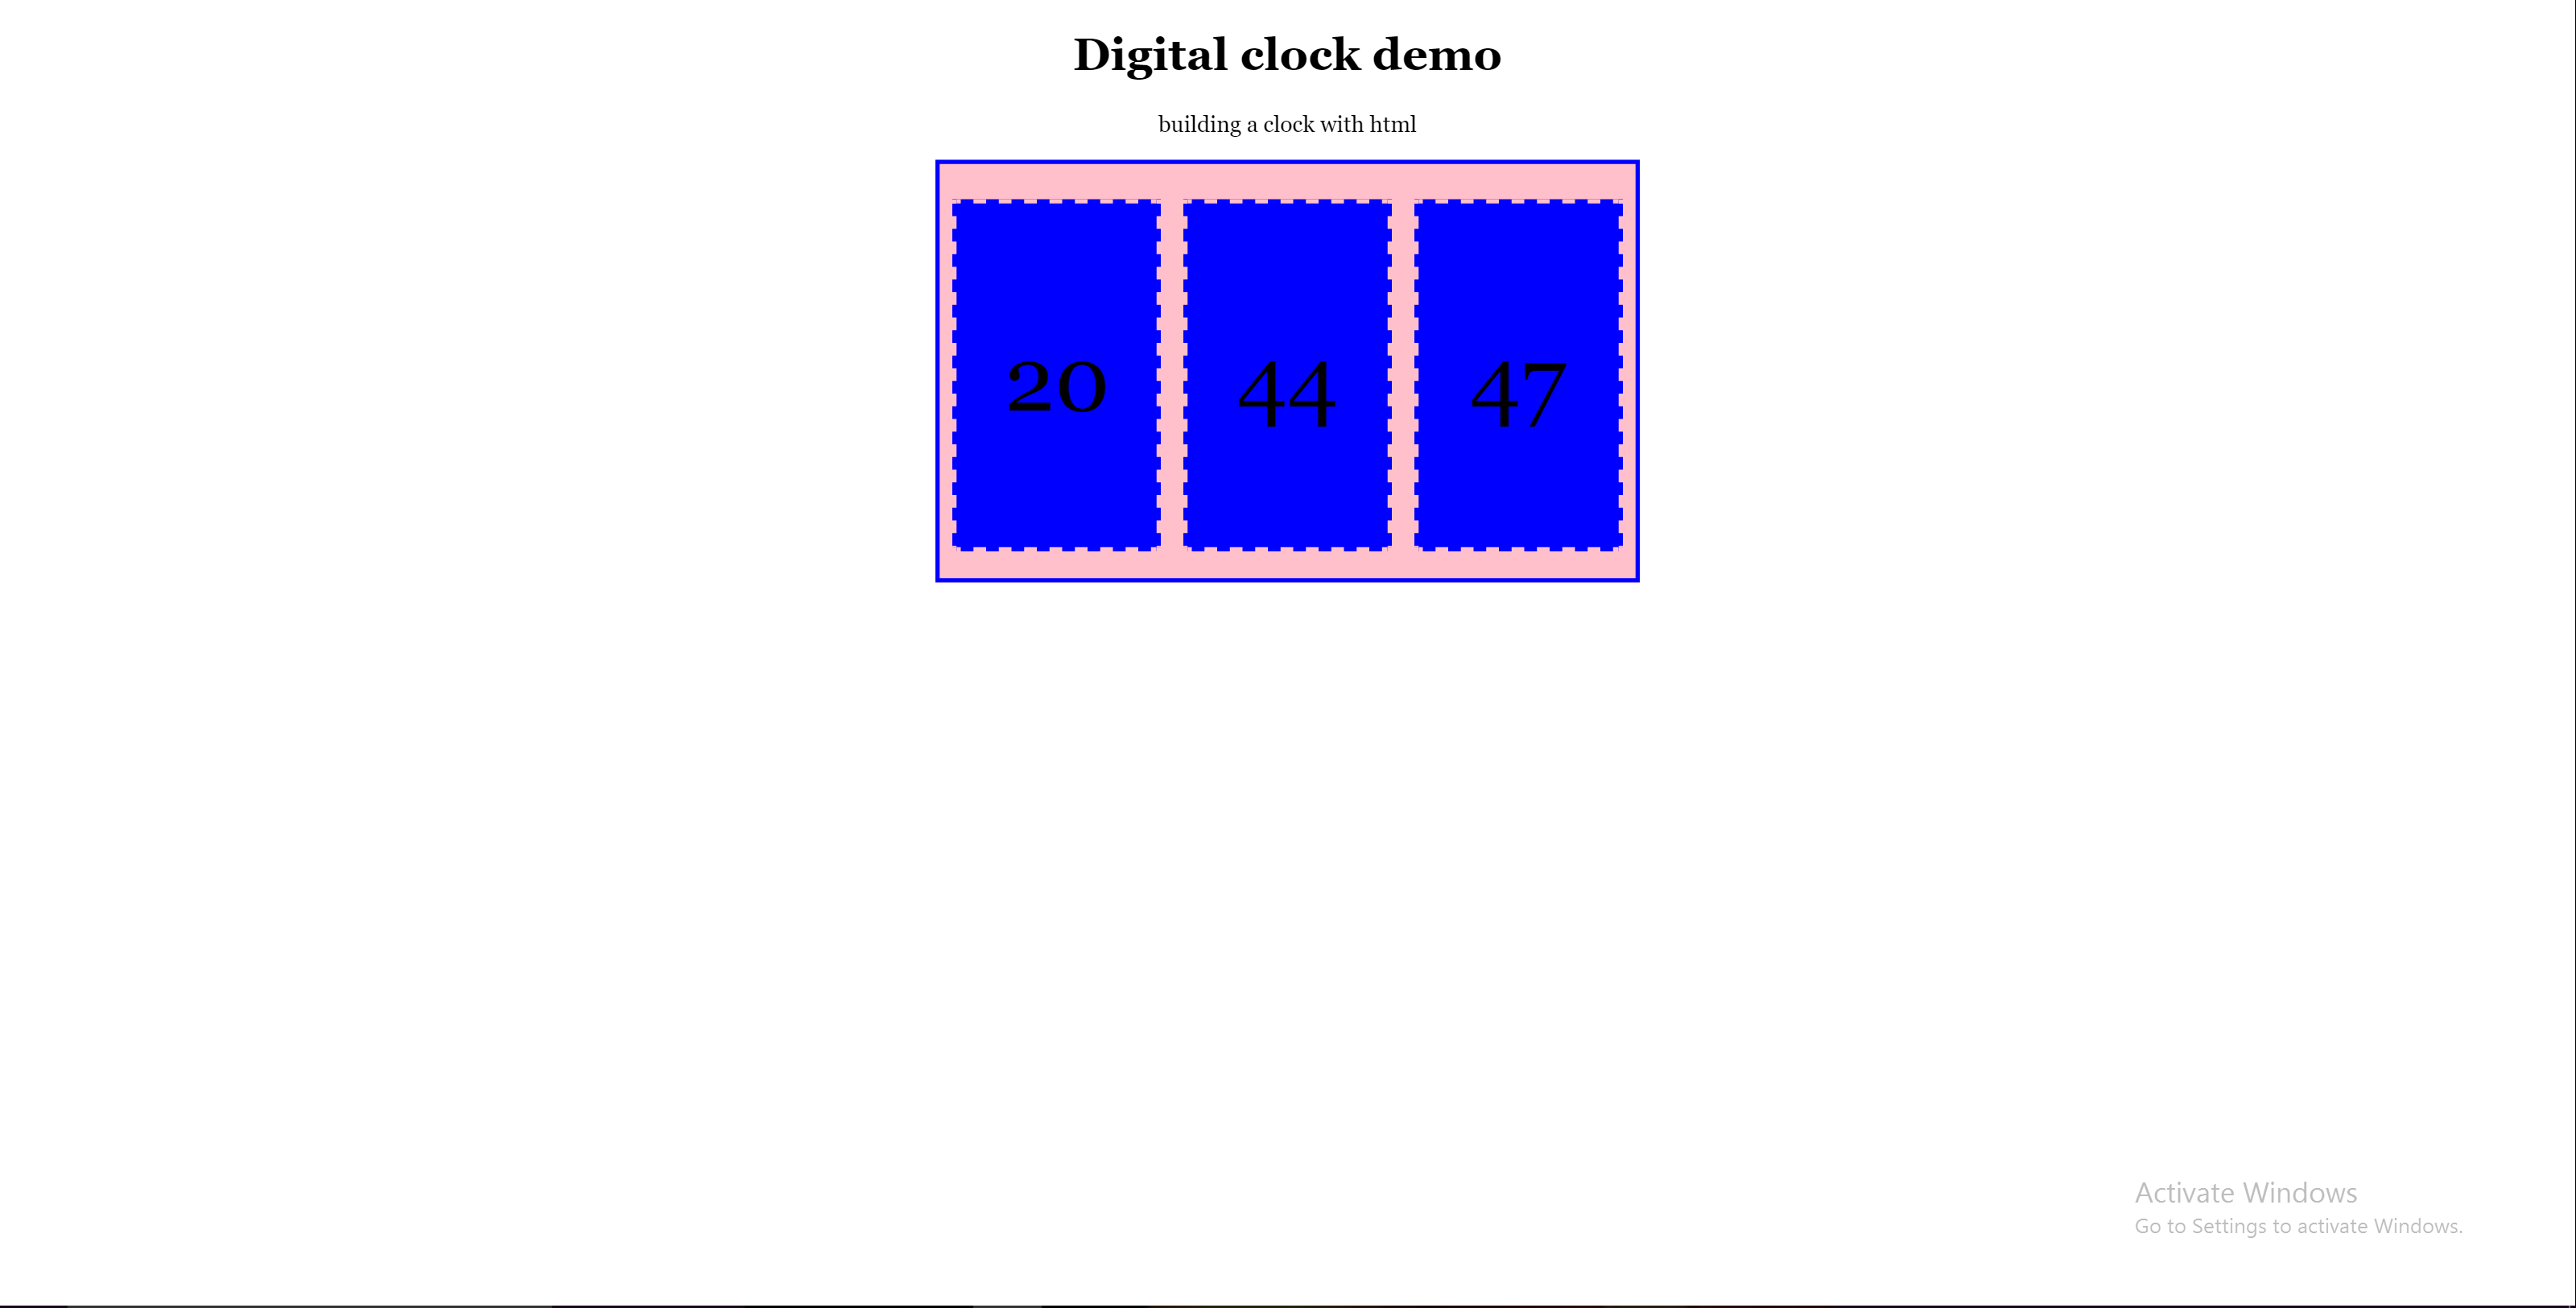 Digital clock demo
building a clock with html
20 44 47
Activate Windows
Go to Settings to activate Windows.